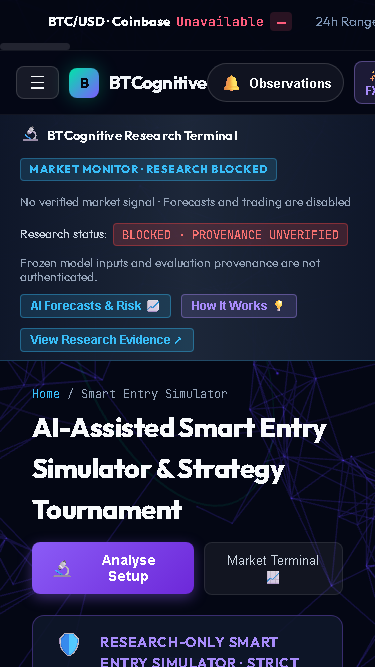 BTC/USD · Coinbase Unavailable — 24h Range
☰ B BTCognitive 🔔 Observations FX
🔬 BTCognitive Research Terminal
MARKET MONITOR · RESEARCH BLOCKED
No verified market signal · Forecasts and trading are disabled
Research status: BLOCKED · PROVENANCE UNVERIFIED
Frozen model inputs and evaluation provenance are not
authenticated.
AI Forecasts & Risk 📈 How It Works 💡
View Research Evidence ↗
Home / Smart Entry Simulator
AI-Assisted Smart Entry
Simulator & Strategy
Tournament
🔬 Analyse
Setup
Market Terminal
📈
🛡️ RESEARCH-ONLY SMART
ENTRY SIMULATOR · STRICT